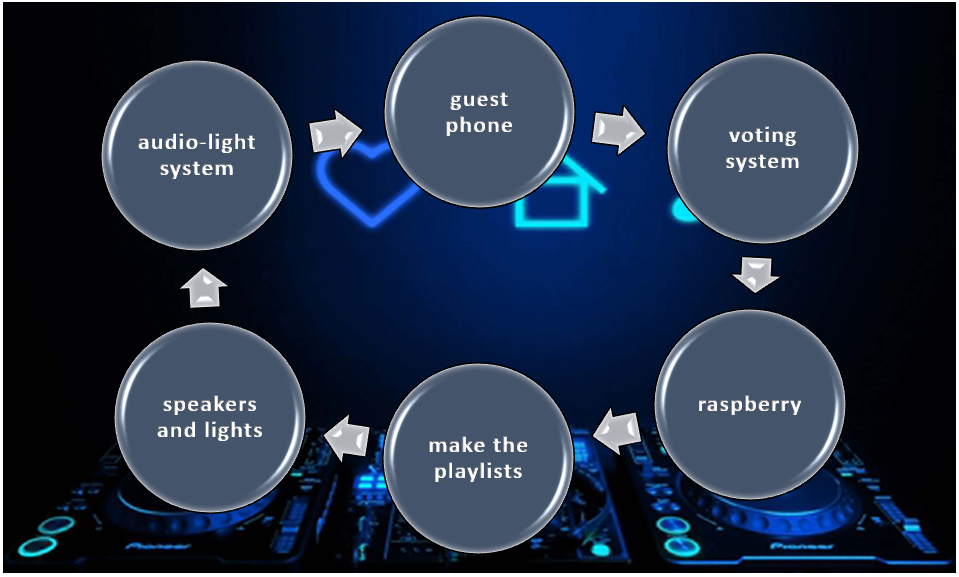 guest
phone
audio-light
system
voting
system
speakers
and lights
raspberry
make the
playlists
Pioneer
Pioneer